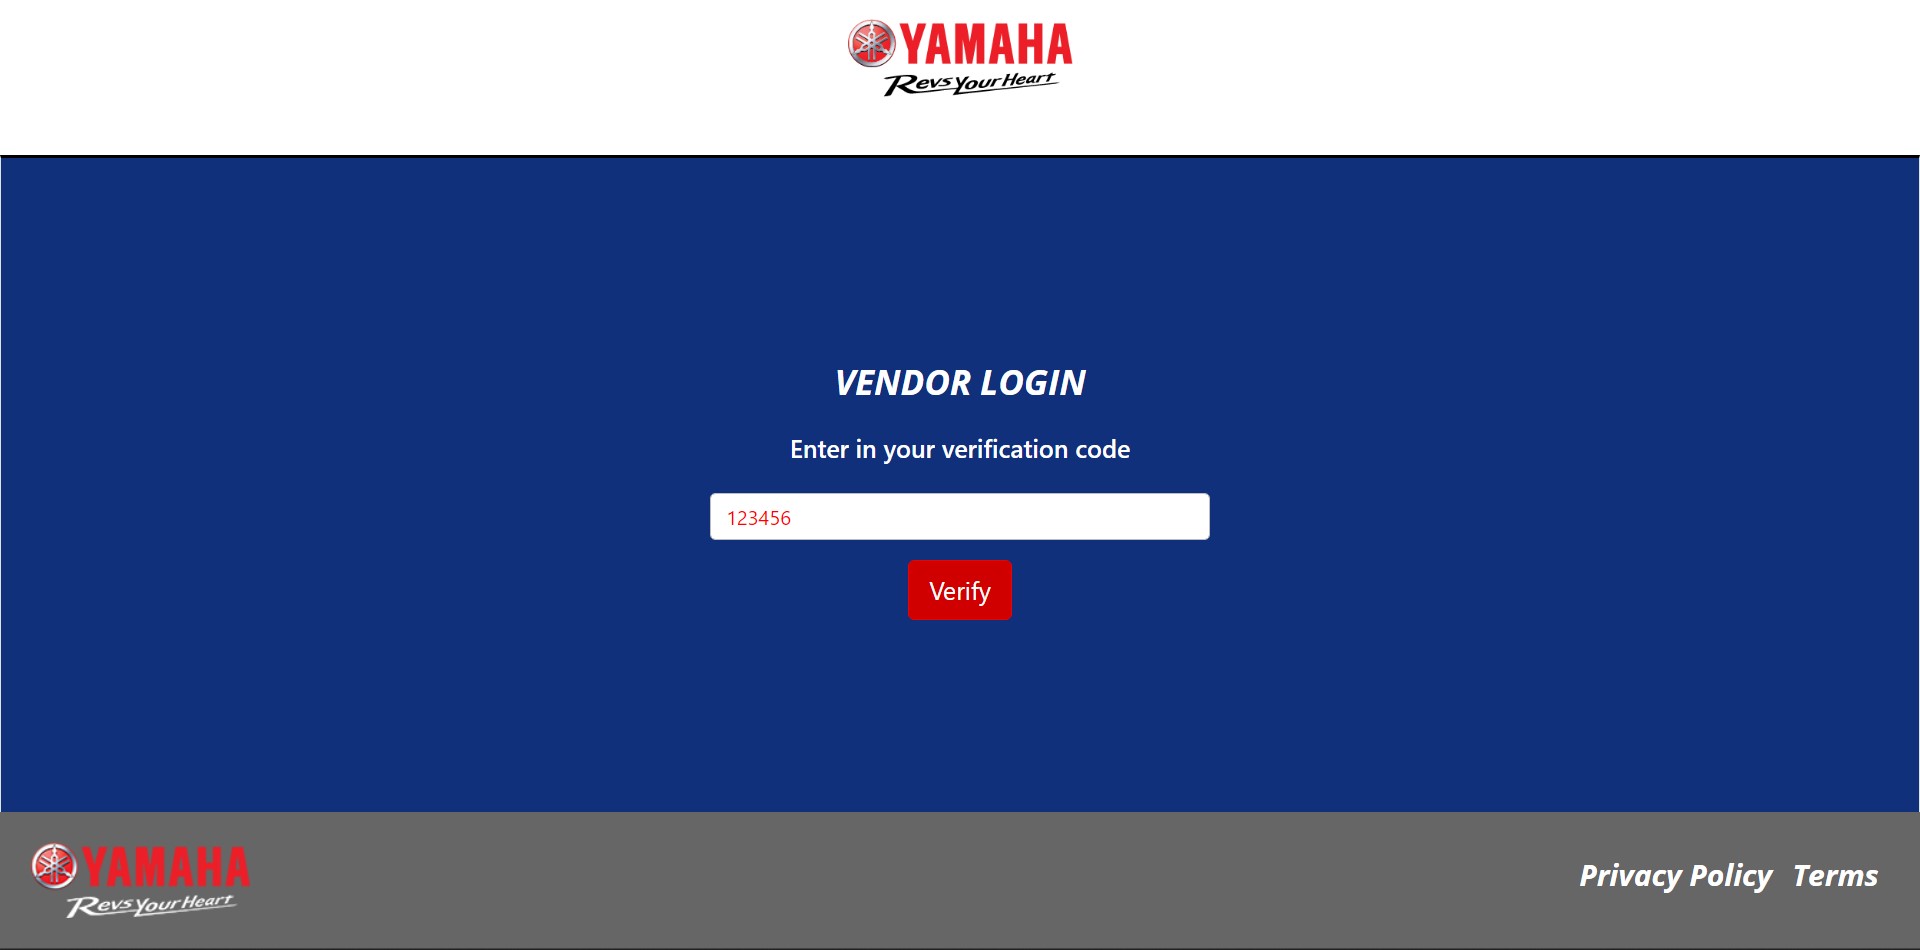 YAMAHA
Revs Your Heart
VENDOR LOGIN
Enter in your verification code
123456
Verify
YAMAHA
Revs Your Heart
Privacy Policy Terms